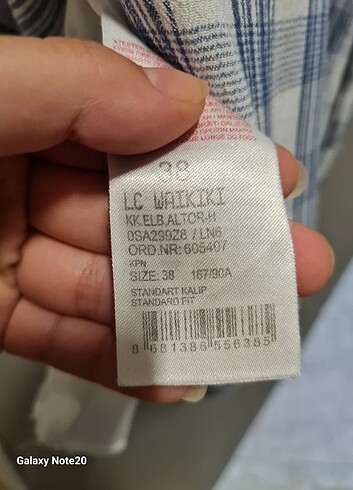 38
LC WAIKIKI
KK.ELB.ALTOR-H
0SA299Z8 / LN6
ORD.NR: 605407
KPN
SIZE: 38 167/90A
STANDART KALIP
STANDARD FIT
8 681386 556385
Galaxy Note20